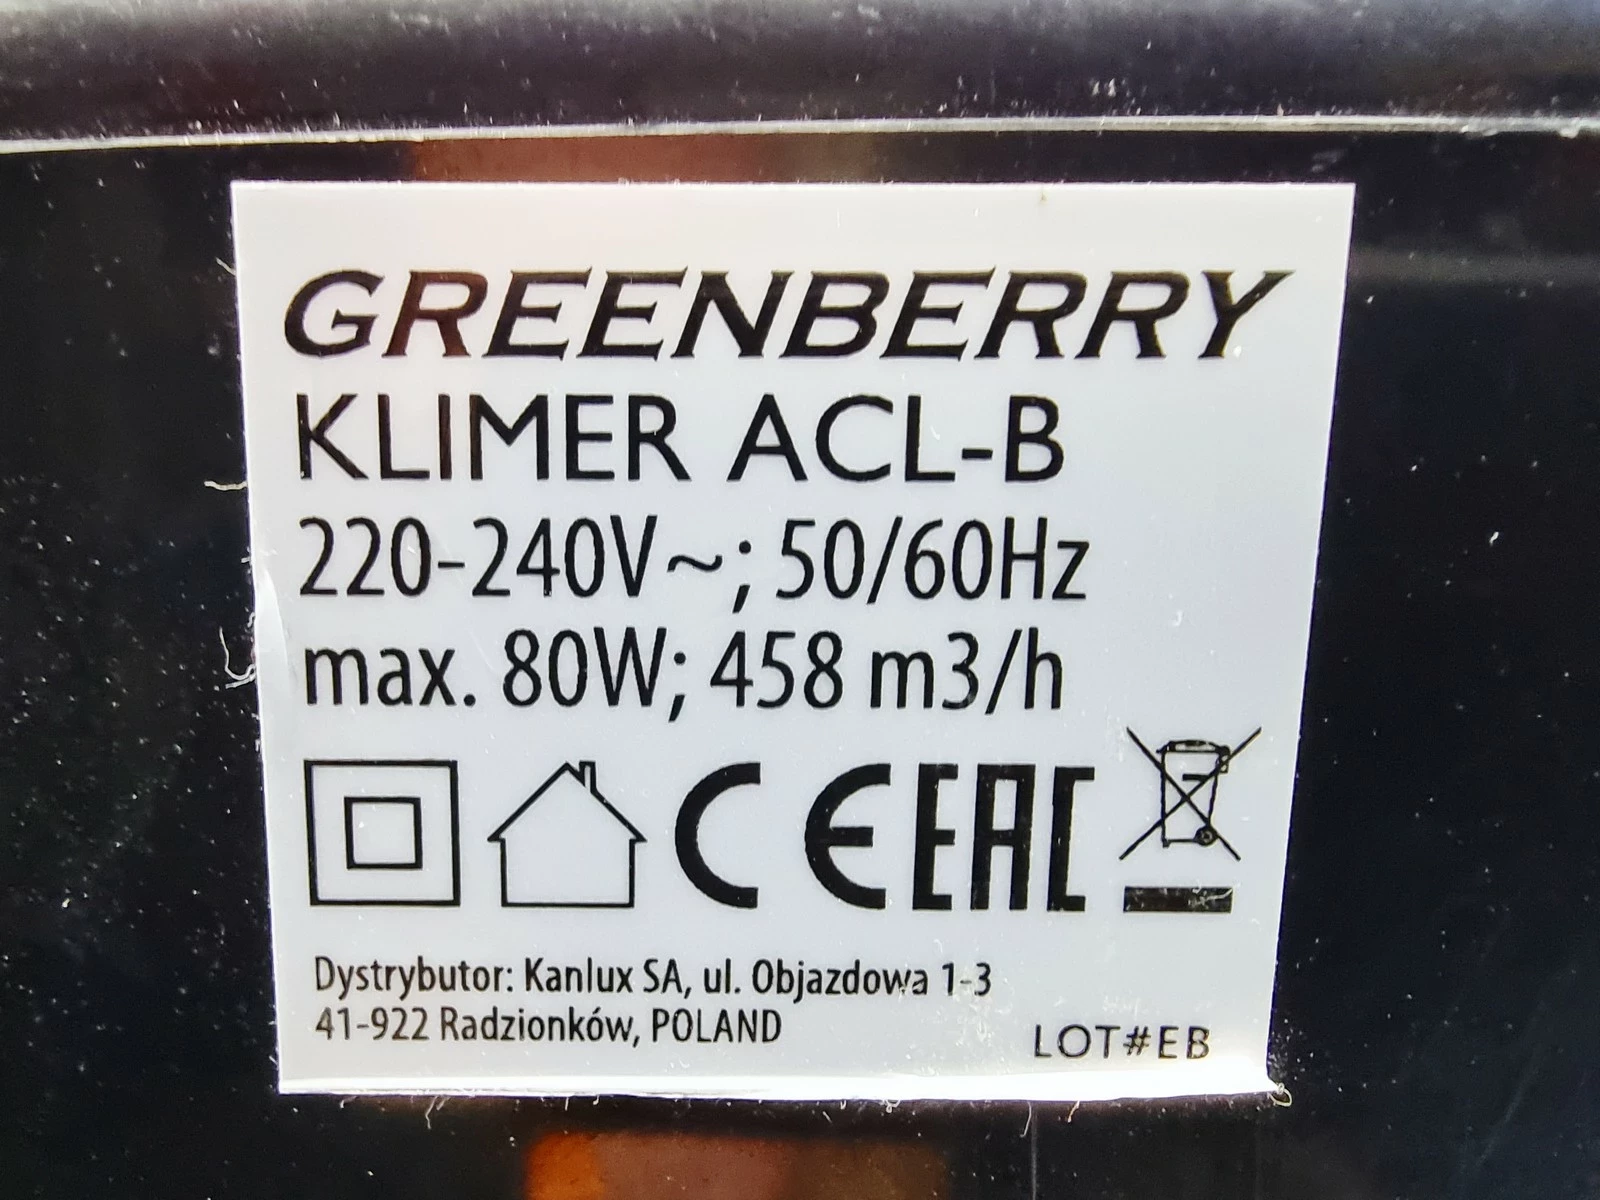 GREENBERRY
KLIMER ACL-B
220-240V~; 50/60Hz
max. 80W; 458 m3/h
CE EAC
Dystrybutor: Kanlux SA, ul. Objazdowa 1-3
41-922 Radzionków, POLAND
LOT#EB